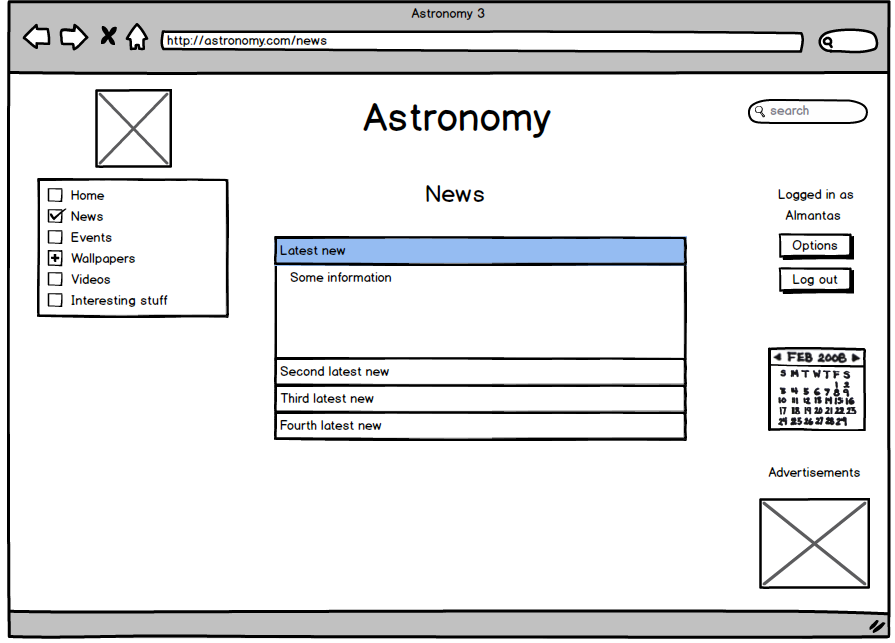 Astronomy 3
http://astronomy.com/news
Astronomy
search
Home
News
Events
Wallpapers
Videos
Interesting stuff
News
Latest new
Some information
Second latest new
Third latest new
Fourth latest new
Logged in as
Almantas
Options
Log out
FEB 2008
S M T W T F S
1 2
3 4 5 6 7 8 9
10 11 12 13 14 15 16
17 18 19 20 21 22 23
24 25 26 27 28 29
Advertisements